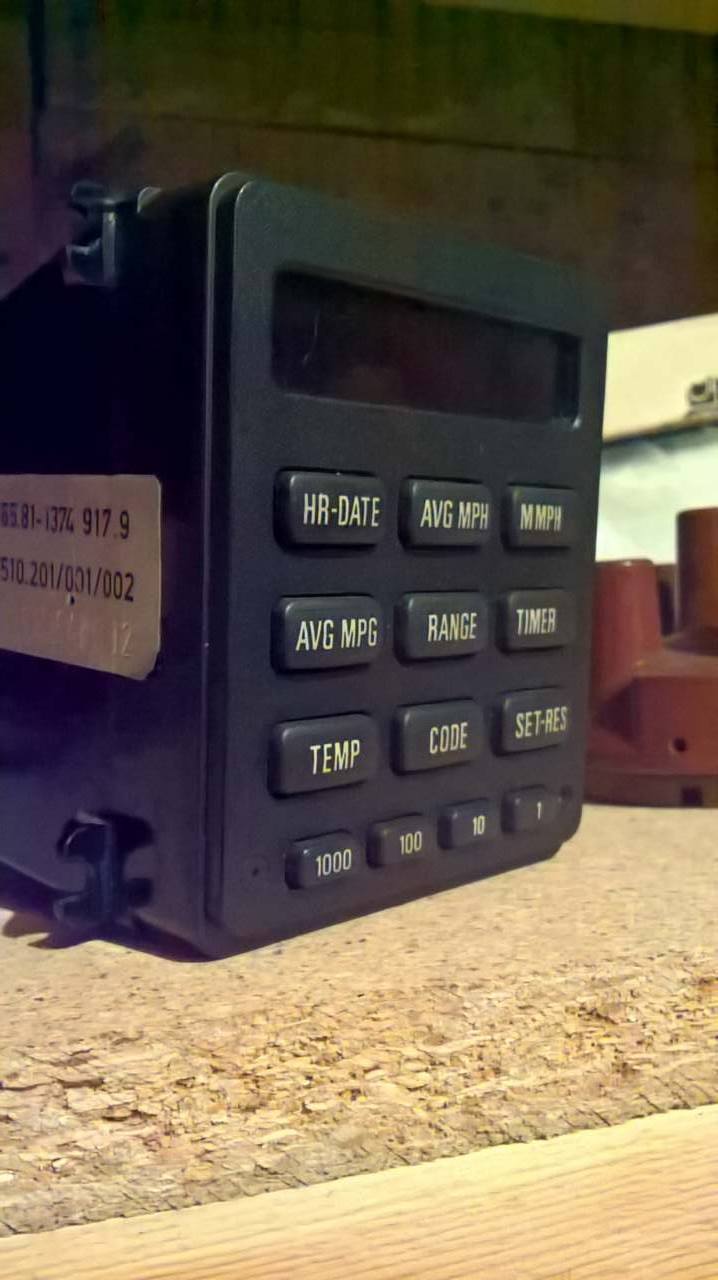 HR-DATE AVG MPH M MPH
AVG MPG RANGE TIMER
TEMP CODE SET-RES
1000 100 10 1
65.81-1374 917.9
510.201/001/002
12